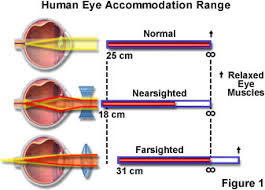 Human Eye Accommodation Range
Normal
25 cm
∞
† Relaxed
Eye
Muscles
Nearsighted
18 cm
∞
Farsighted
31 cm
∞
Figure 1